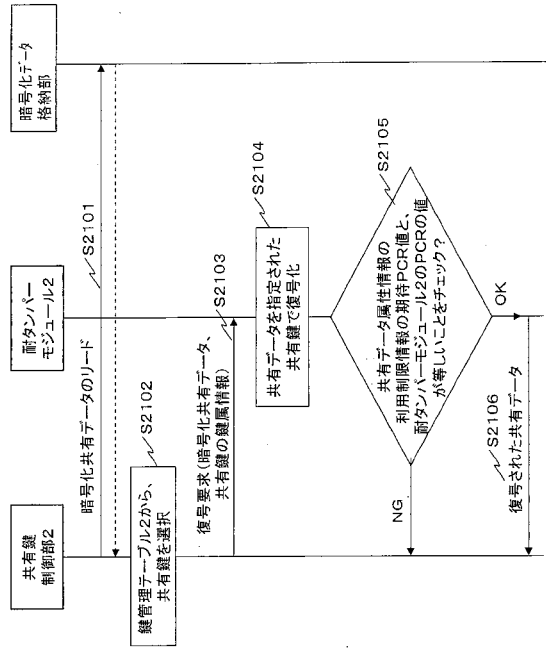 共有鍵
制御部2
耐タンパー
モジュール2
暗号化データ
格納部
暗号化共有データのリード
S2101
鍵管理テーブル2から、
共有鍵を選択
S2102
復号要求(暗号化共有データ、
共有鍵の鍵属性情報)
S2103
共有データを指定された
共有鍵で復号化
S2104
共有データ属性情報の
利用制限情報の期待PCR値と、
耐タンパーモジュール2のPCRの値
が等しいことをチェック?
S2105
NG
OK
S2106
復号された共有データ